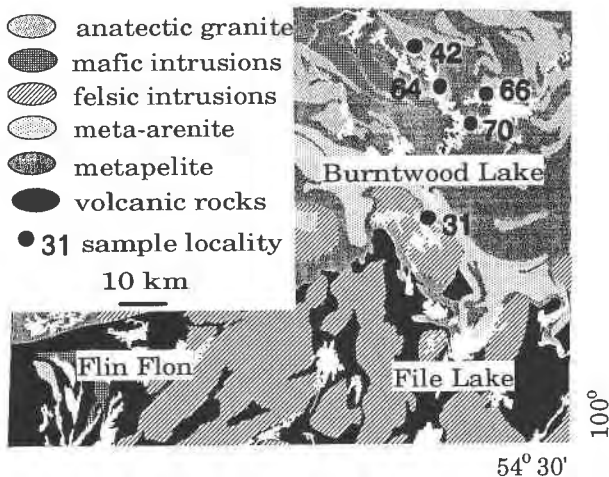 anatectic granite
mafic intrusions
felsic intrusions
meta-arenite
metapelite
volcanic rocks
31 sample locality
10 km
42
64
66
70
Burntwood Lake
31
Flin Flon
File Lake
100°
54° 30'